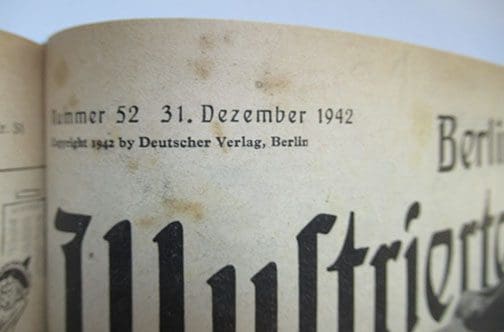 Nummer 52 31. Dezember 1942
Copyright 1942 by Deutscher Verlag, Berlin
Berlin
Illustrierte